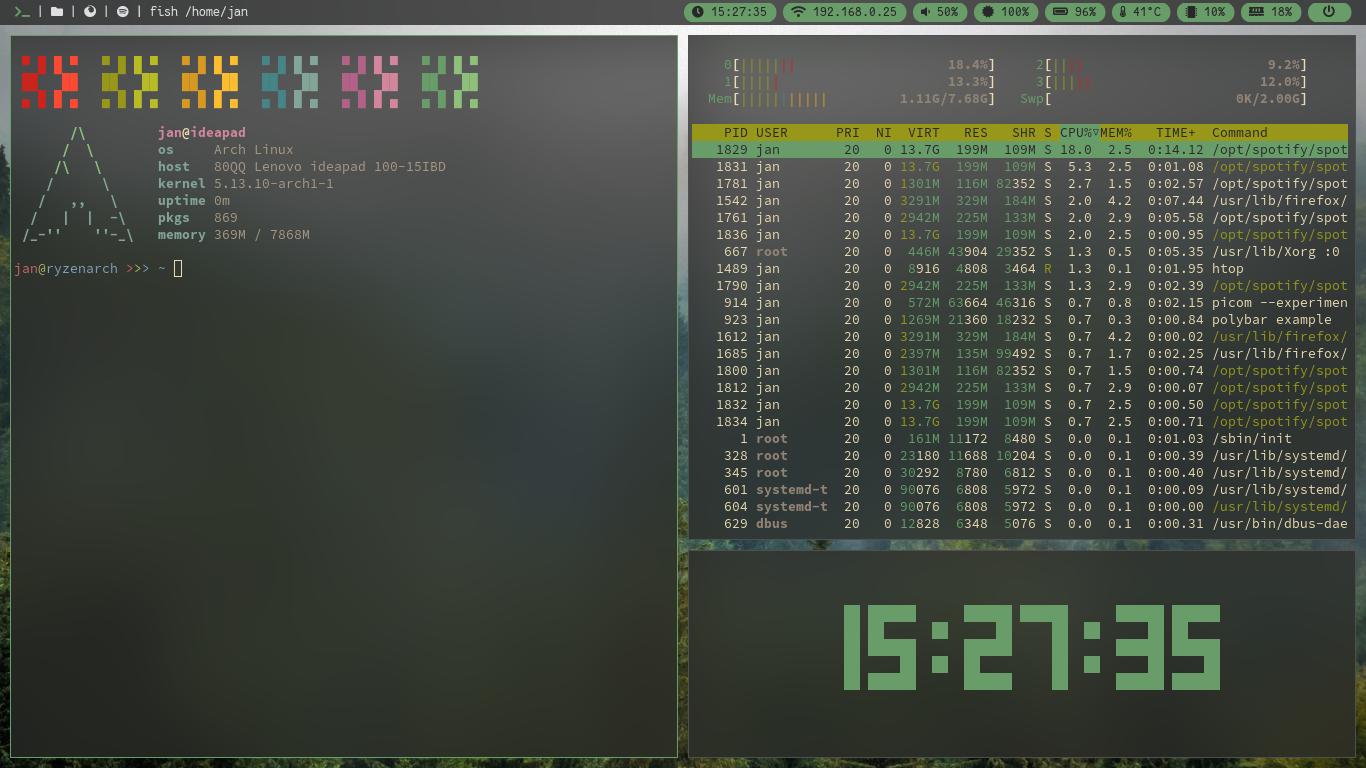 | | | | fish /home/jan
15:27:35 192.168.0.25 50% 100% 96% 41°C 10% 18%
jan@ideapad
os Arch Linux
host 80QQ Lenovo ideapad 100-15IBD
kernel 5.13.10-arch1-1
uptime 0m
pkgs 869
memory 369M / 7868M
jan@ryzenarch >>> ~
0[||||||| 18.4%] 2[|||| 9.2%]
1[||||| 13.3%] 3[||||| 12.0%]
Mem[||||||||||| 1.11G/7.68G] Swp[ 0K/2.00G]
PID USER PRI NI VIRT RES SHR S CPU%▽MEM% TIME+ Command
1829 jan 20 0 13.7G 199M 109M S 18.0 2.5 0:14.12 /opt/spotify/spot
1831 jan 20 0 13.7G 199M 109M S 5.3 2.5 0:01.08 /opt/spotify/spot
1781 jan 20 0 1301M 116M 82352 S 2.7 1.5 0:02.57 /opt/spotify/spot
1542 jan 20 0 3291M 329M 184M S 2.0 4.2 0:07.44 /usr/lib/firefox/
1761 jan 20 0 2942M 225M 133M S 2.0 2.9 0:05.58 /opt/spotify/spot
1836 jan 20 0 13.7G 199M 109M S 2.0 2.5 0:00.95 /opt/spotify/spot
667 root 20 0 446M 43904 29352 S 1.3 0.5 0:05.35 /usr/lib/Xorg :0
1489 jan 20 0 8916 4808 3464 R 1.3 0.1 0:01.95 htop
1790 jan 20 0 2942M 225M 133M S 1.3 2.9 0:02.39 /opt/spotify/spot
914 jan 20 0 572M 63664 46316 S 0.7 0.8 0:02.15 picom --experimen
923 jan 20 0 1269M 21360 18232 S 0.7 0.3 0:00.84 polybar example
1612 jan 20 0 3291M 329M 184M S 0.7 4.2 0:00.02 /usr/lib/firefox/
1685 jan 20 0 2397M 135M 99492 S 0.7 1.7 0:02.25 /usr/lib/firefox/
1800 jan 20 0 1301M 116M 82352 S 0.7 1.5 0:00.74 /opt/spotify/spot
1812 jan 20 0 2942M 225M 133M S 0.7 2.9 0:00.07 /opt/spotify/spot
1832 jan 20 0 13.7G 199M 109M S 0.7 2.5 0:00.50 /opt/spotify/spot
1834 jan 20 0 13.7G 199M 109M S 0.7 2.5 0:00.71 /opt/spotify/spot
1 root 20 0 161M 11172 8480 S 0.0 0.1 0:01.03 /sbin/init
328 root 20 0 23180 11688 10204 S 0.0 0.1 0:00.39 /usr/lib/systemd/
345 root 20 0 30292 8780 6812 S 0.0 0.1 0:00.40 /usr/lib/systemd/
601 systemd-t 20 0 90076 6808 5972 S 0.0 0.1 0:00.09 /usr/lib/systemd/
604 systemd-t 20 0 90076 6808 5972 S 0.0 0.1 0:00.00 /usr/lib/systemd/
629 dbus 20 0 12828 6348 5076 S 0.0 0.1 0:00.31 /usr/bin/dbus-dae
15:27:35